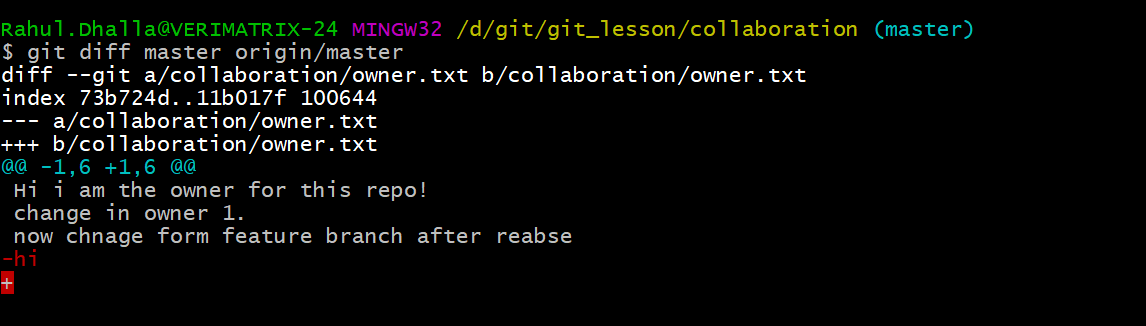 Rahul.Dhalla@VERIMATRIX-24 MINGW32 /d/git/git_lesson/collaboration (master)
$ git diff master origin/master
diff --git a/collaboration/owner.txt b/collaboration/owner.txt
index 73b724d..11b017f 100644
--- a/collaboration/owner.txt
+++ b/collaboration/owner.txt
@@ -1,6 +1,6 @@
 Hi i am the owner for this repo!
 change in owner 1.
 now chnage form feature branch after reabse
-hi
+